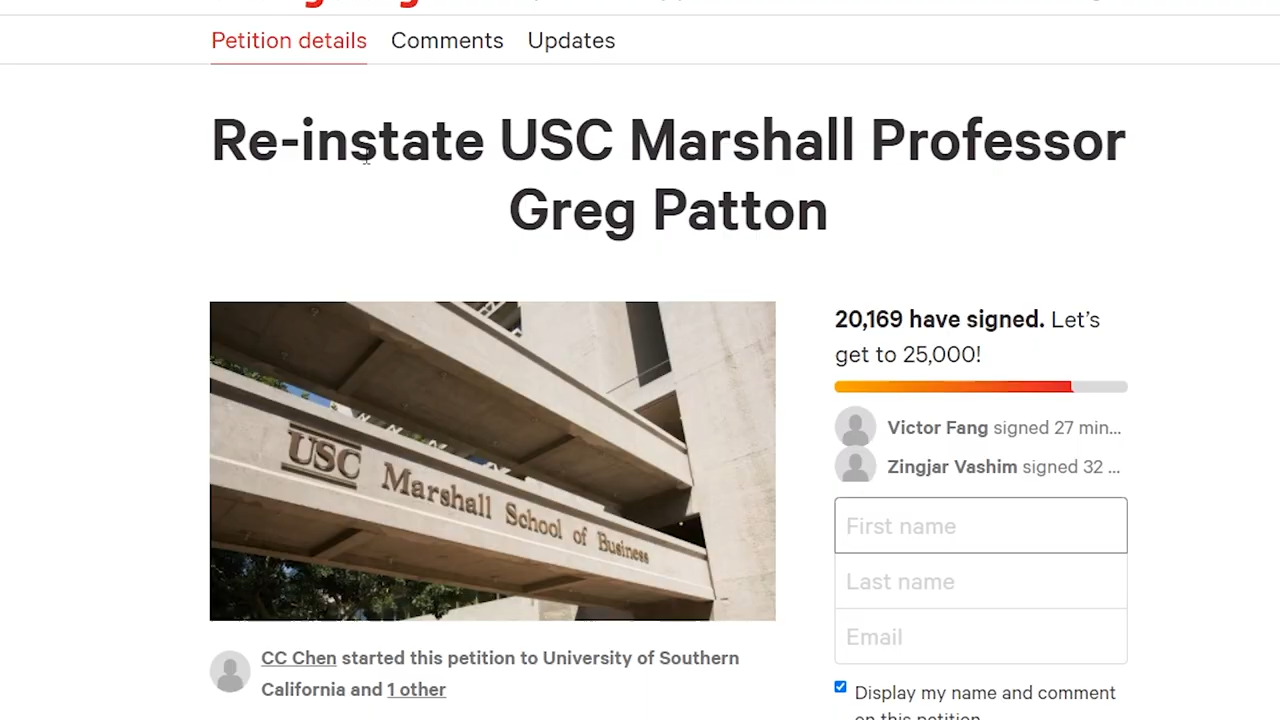 Petition details Comments Updates
Re-instate USC Marshall Professor
Greg Patton
20,169 have signed. Let's
get to 25,000!
Victor Fang signed 27 min...
Zingjar Vashim signed 32 ...
First name
Last name
Email
Display my name and comment
on this petition
USC Marshall School of Business
CC Chen started this petition to University of Southern
California and 1 other